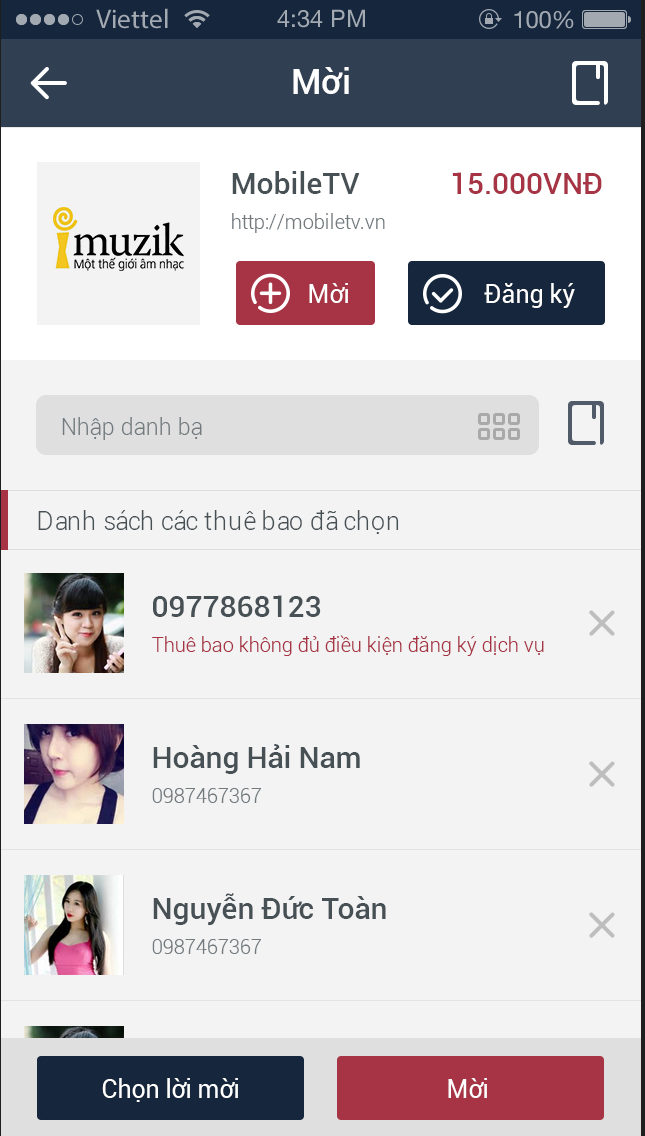 Viettel 4:34 PM 100%
Mời
MobileTV 15.000VNĐ
http://mobiletv.vn
imuzik
Một thế giới âm nhạc
Mời Đăng ký
Nhập danh bạ
Danh sách các thuê bao đã chọn
0977868123
Thuê bao không đủ điều kiện đăng ký dịch vụ
Hoàng Hải Nam
0987467367
Nguyễn Đức Toàn
0987467367
Chọn lời mời Mời